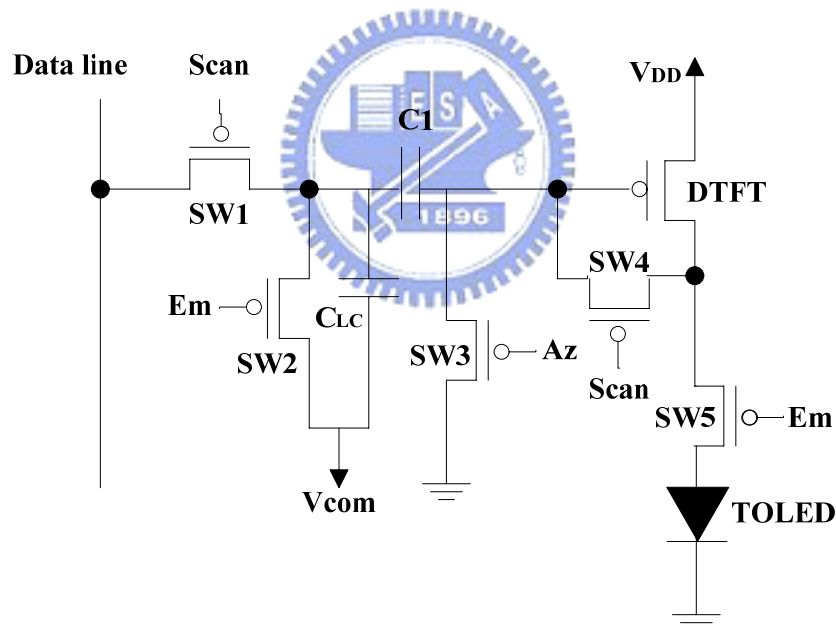 Data line
Scan
VDD
ESA
C1
DTFT
SW1
1896
SW4
Em
CLC
SW3
Az
SW2
Scan
SW5
Em
Vcom
TOLED